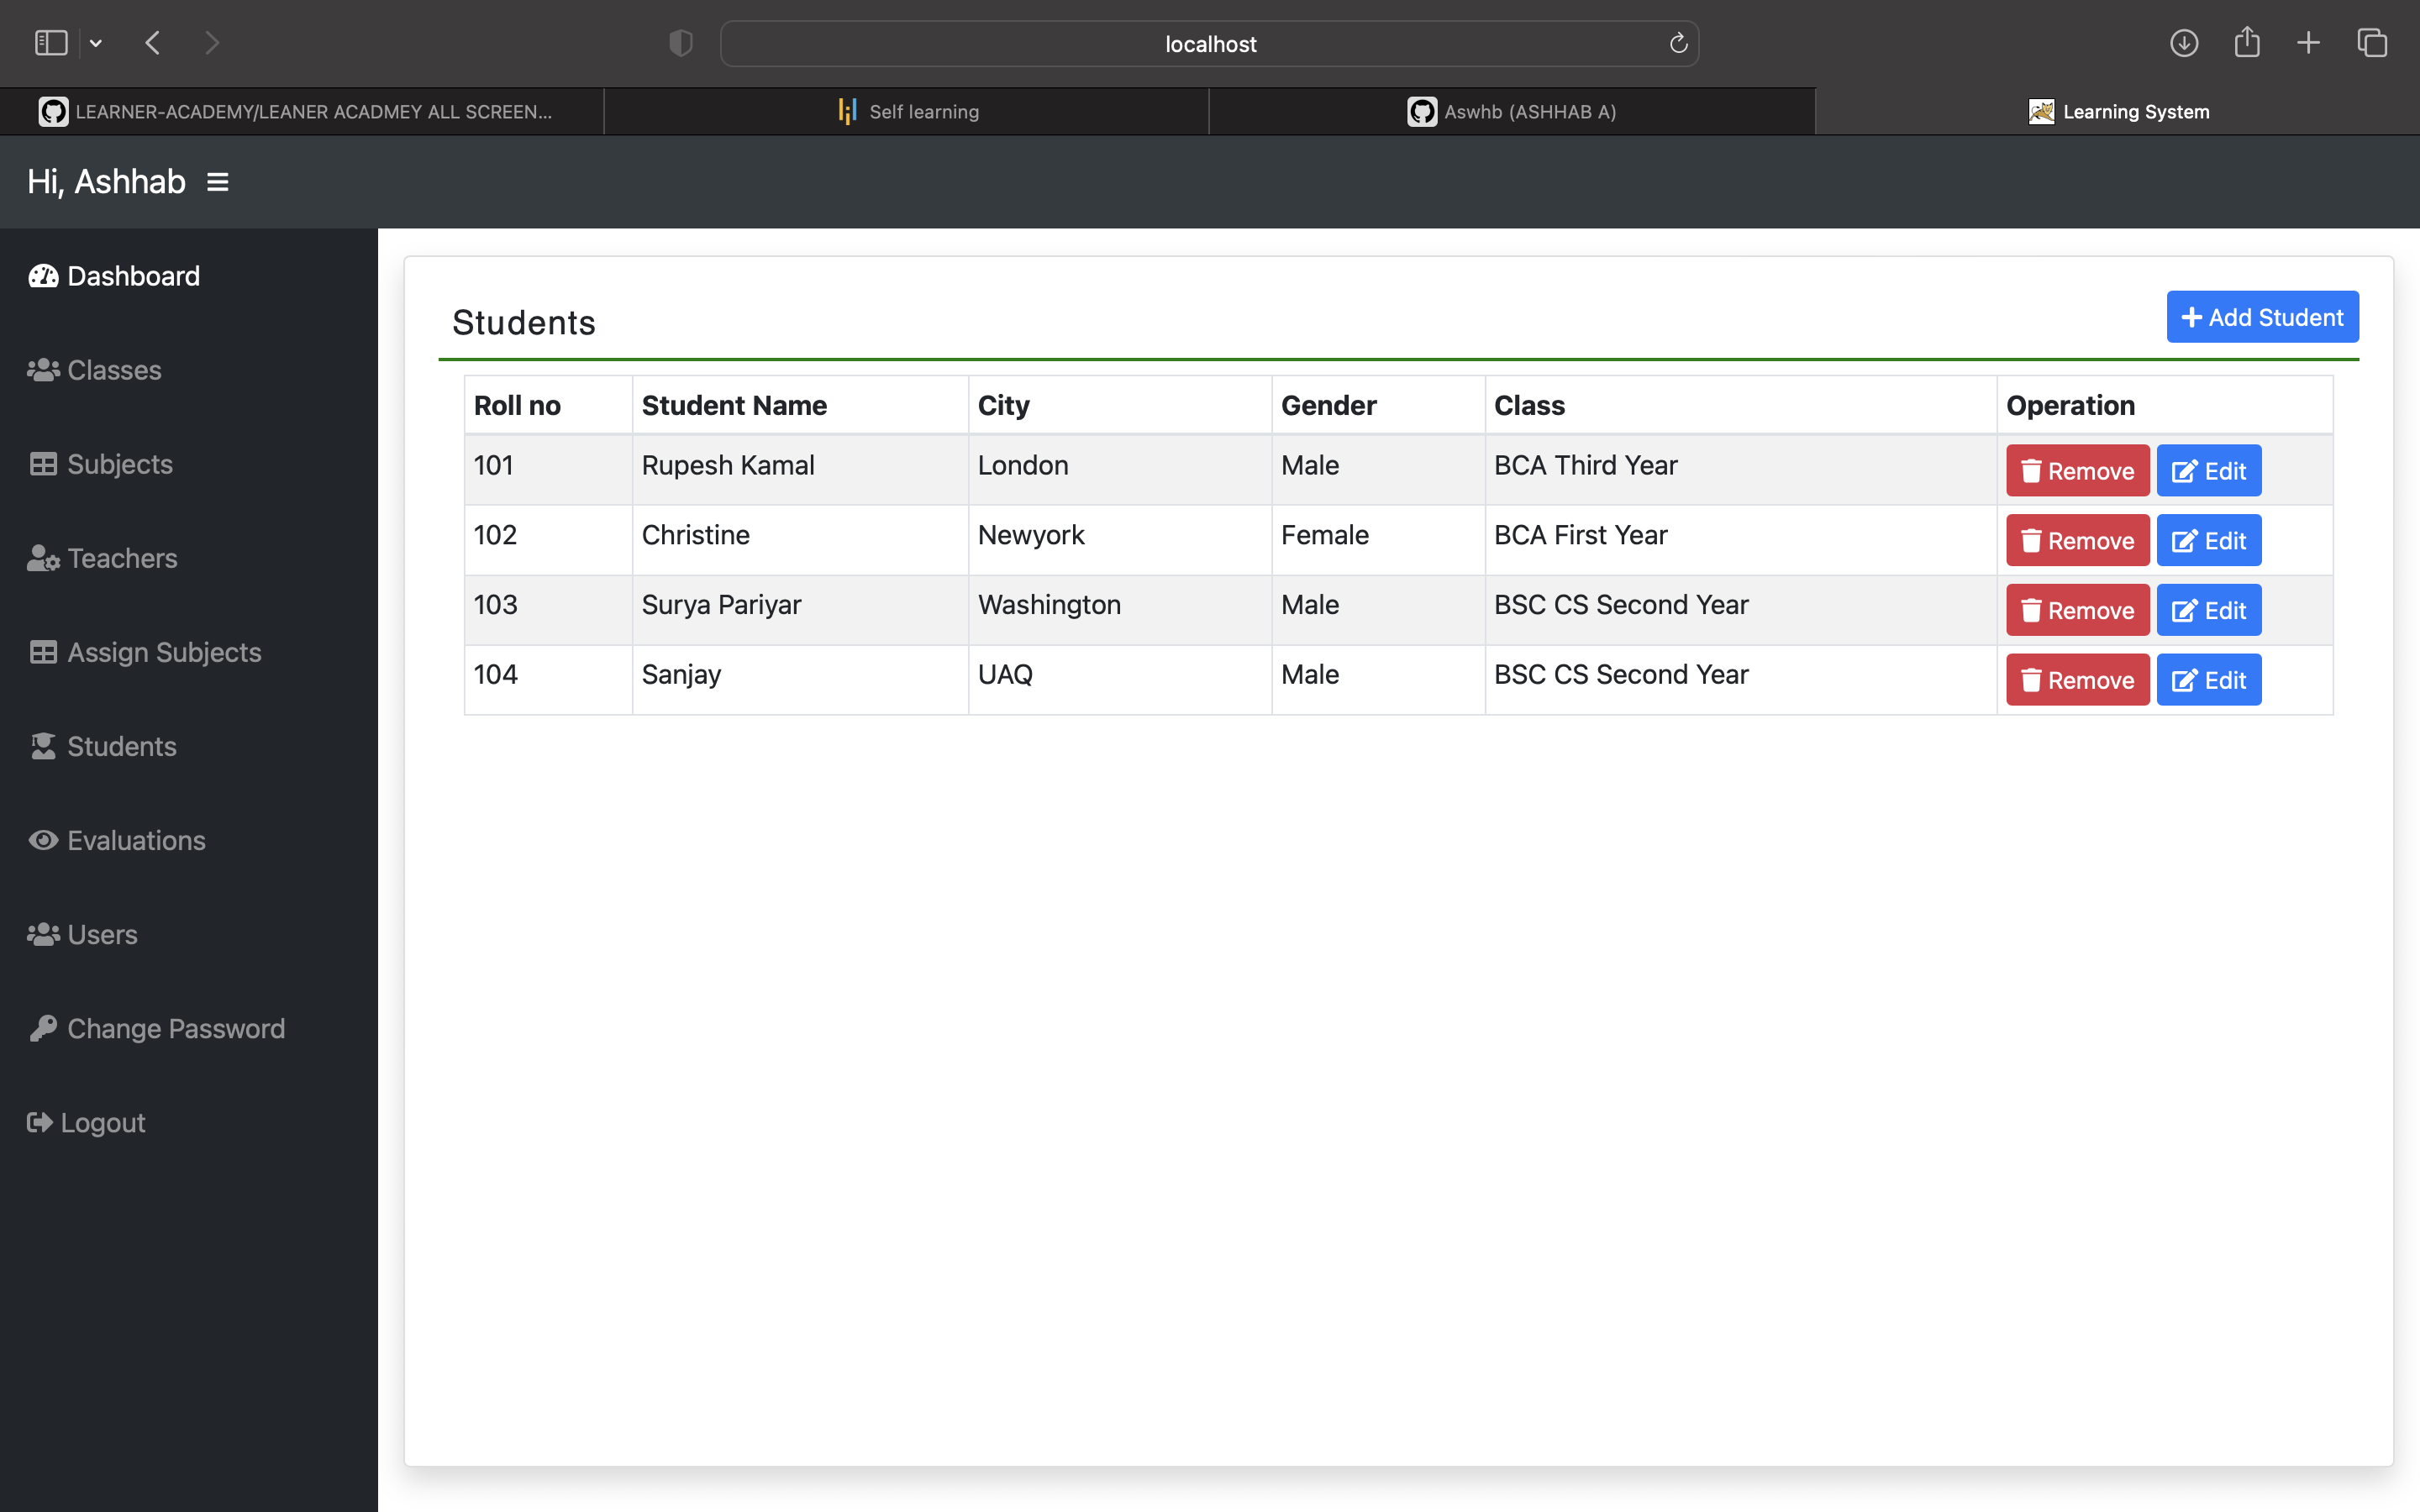 localhost
LEARNER-ACADEMY/LEANER ACADMEY ALL SCREEN...
Self learning
Aswhb (ASHHAB A)
Learning System
Hi, Ashhab
Dashboard
Classes
Subjects
Teachers
Assign Subjects
Students
Evaluations
Users
Change Password
Logout
Students
Add Student
Roll no Student Name City Gender Class Operation
101 Rupesh Kamal London Male BCA Third Year Remove Edit
102 Christine Newyork Female BCA First Year Remove Edit
103 Surya Pariyar Washington Male BSC CS Second Year Remove Edit
104 Sanjay UAQ Male BSC CS Second Year Remove Edit